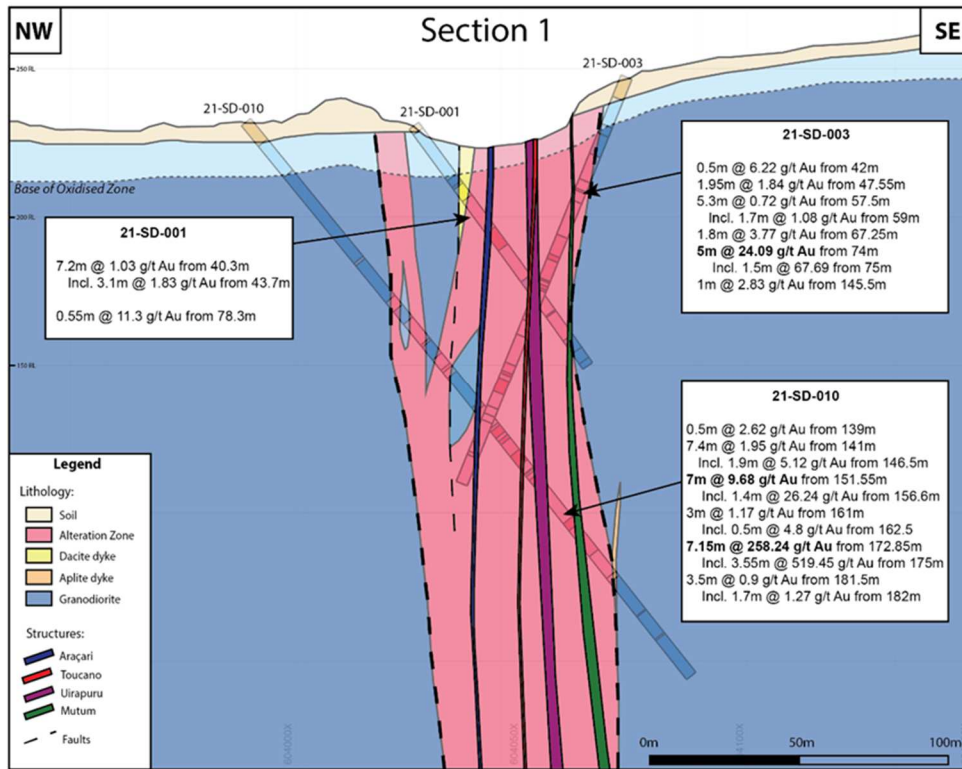 NW
Section 1
SE
250 RL
21-SD-003
21-SD-010
21-SD-001
Base of Oxidised Zone
200 RL
21-SD-003
0.5m @ 6.22 g/t Au from 42m
1.95m @ 1.84 g/t Au from 47.55m
5.3m @ 0.72 g/t Au from 57.5m
Incl. 1.7m @ 1.08 g/t Au from 59m
1.8m @ 3.77 g/t Au from 67.25m
5m @ 24.09 g/t Au from 74m
Incl. 1.5m @ 67.69 from 75m
1m @ 2.83 g/t Au from 145.5m
21-SD-001
7.2m @ 1.03 g/t Au from 40.3m
Incl. 3.1m @ 1.83 g/t Au from 43.7m
0.55m @ 11.3 g/t Au from 78.3m
150 RL
21-SD-010
0.5m @ 2.62 g/t Au from 139m
7.4m @ 1.95 g/t Au from 141m
Incl. 1.9m @ 5.12 g/t Au from 146.5m
7m @ 9.68 g/t Au from 151.55m
Incl. 1.4m @ 26.24 g/t Au from 156.6m
3m @ 1.17 g/t Au from 161m
Incl. 0.5m @ 4.8 g/t Au from 162.5
7.15m @ 258.24 g/t Au from 172.85m
Incl. 3.55m @ 519.45 g/t Au from 175m
3.5m @ 0.9 g/t Au from 181.5m
Incl. 1.7m @ 1.27 g/t Au from 182m
Legend
Lithology:
Soil
Alteration Zone
Dacite dyke
Aplite dyke
Granodiorite
Structures:
Araçari
Toucano
Uirapuru
Mutum
Faults
604000X
604050X
604100X
0m
50m
100m